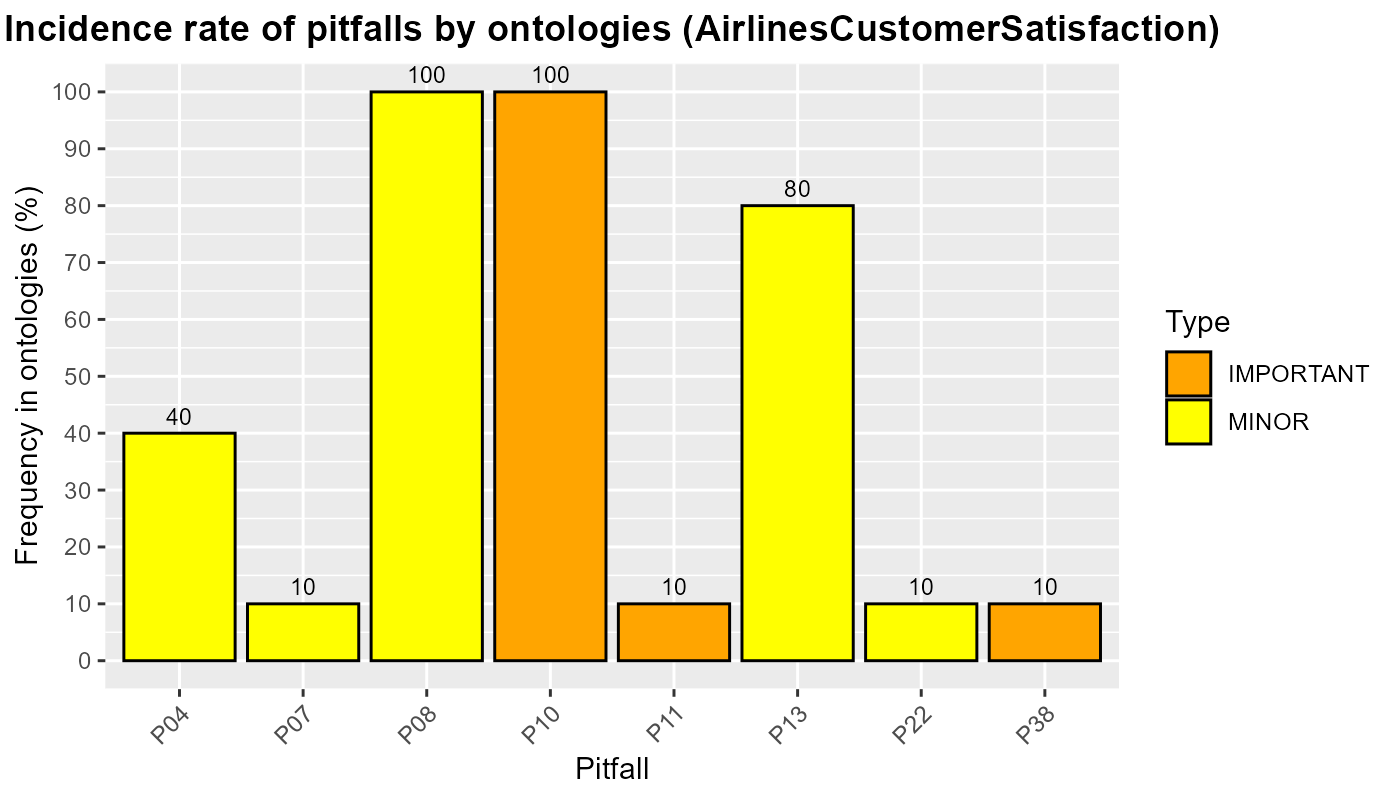 Incidence rate of pitfalls by ontologies (AirlinesCustomerSatisfaction)
Frequency in ontologies (%)
100
90
80
70
60
50
40
30
20
10
0
40
10
100
100
10
80
10
10
P04
P07
P08
P10
P11
P13
P22
P38
Pitfall
Type
IMPORTANT
MINOR